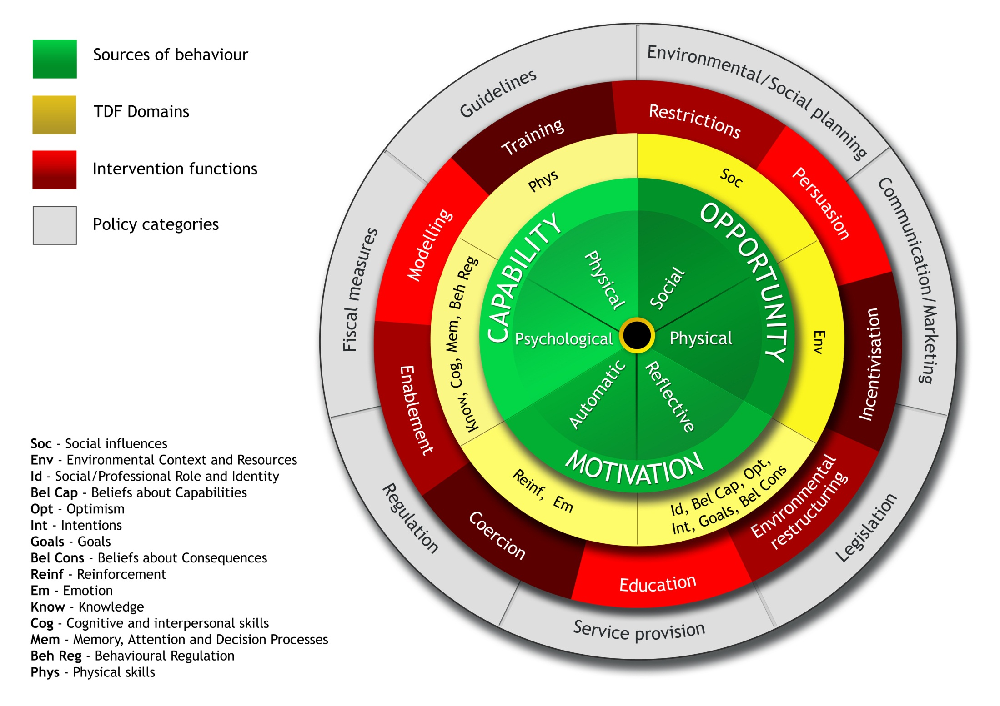 Sources of behaviour
TDF Domains
Intervention functions
Policy categories
Soc - Social influences
Env - Environmental Context and Resources
Id - Social/Professional Role and Identity
Bel Cap - Beliefs about Capabilities
Opt - Optimism
Int - Intentions
Goals - Goals
Bel Cons - Beliefs about Consequences
Reinf - Reinforcement
Em - Emotion
Know - Knowledge
Cog - Cognitive and interpersonal skills
Mem - Memory, Attention and Decision Processes
Beh Reg - Behavioural Regulation
Phys - Physical skills
Guidelines
Environmental/Social planning
Communication/Marketing
Legislation
Service provision
Regulation
Fiscal measures
Training
Restrictions
Persuasion
Incentivisation
Environmental
restructuring
Education
Coercion
Enablement
Modelling
Phys
Soc
Env
Id, Bel Cap, Opt,
Int, Goals, Bel Cons
Reinf, Em
Know, Cog, Mem, Beh Reg
CAPABILITY
OPPORTUNITY
MOTIVATION
Physical
Social
Physical
Reflective
Automatic
Psychological